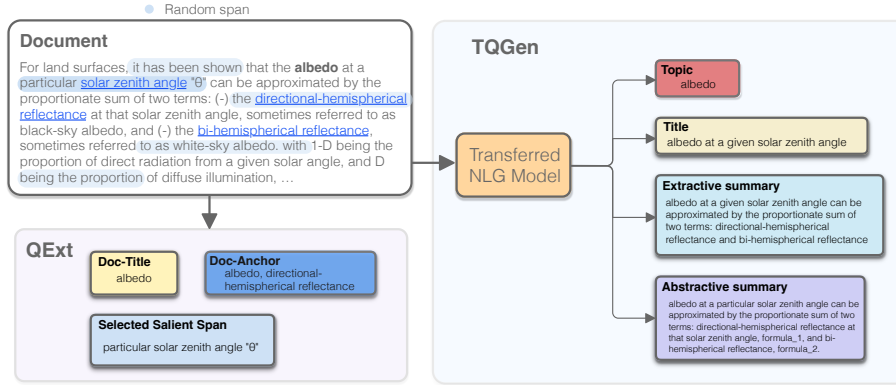 Random span
Document
For land surfaces, it has been shown that the albedo at a
particular solar zenith angle "θ" can be approximated by the
proportionate sum of two terms: (-) the directional-hemispherical
reflectance at that solar zenith angle, sometimes referred to as
black-sky albedo, and (-) the bi-hemispherical reflectance,
sometimes referred to as white-sky albedo. with 1-D being the
proportion of direct radiation from a given solar angle, and D
being the proportion of diffuse illumination, ...
QExt
Doc-Title
albedo
Doc-Anchor
albedo, directional-
hemispherical reflectance
Selected Salient Span
particular solar zenith angle "θ"
TQGen
Transferred
NLG Model
Topic
albedo
Title
albedo at a given solar zenith angle
Extractive summary
albedo at a given solar zenith angle can be
approximated by the proportionate sum of
two terms: directional-hemispherical
reflectance and bi-hemispherical reflectance
Abstractive summary
albedo at a particular solar zenith angle can be
approximated by the proportionate sum of two
terms: directional-hemispherical reflectance at
that solar zenith angle, formula_1, and bi-
hemispherical reflectance, formula_2.